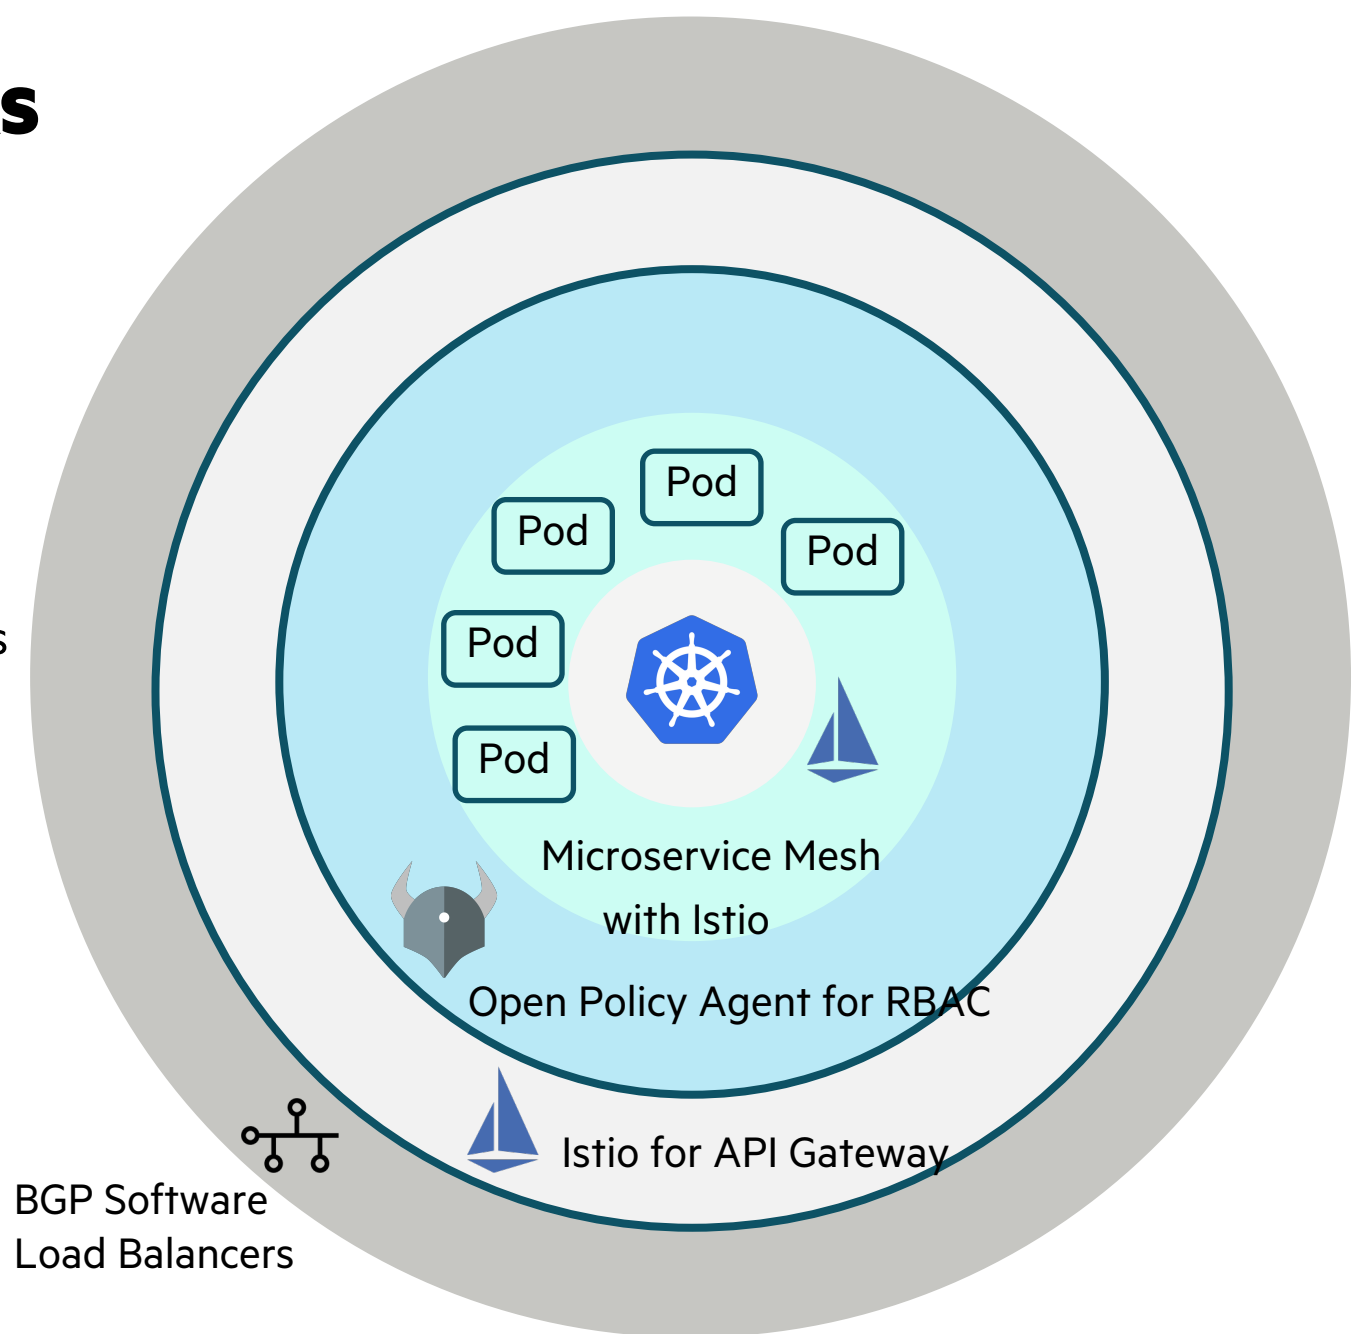 s
Pod
Pod
Pod
Pod
s
Pod
Microservice Mesh
with Istio
Open Policy Agent for RBAC
Istio for API Gateway
BGP Software
Load Balancers